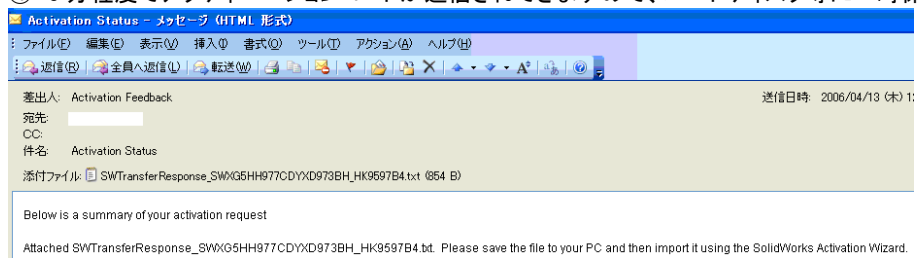 Activation Status - メッセージ (HTML 形式)
ファイル(F) 編集(E) 表示(V) 挿入(I) 書式(O) ツール(T) アクション(A) ヘルプ(H)
返信(R) 全員へ返信(L) 転送(W)
差出人: Activation Feedback 送信日時: 2006/04/13 (木)
宛先:
CC:
件名: Activation Status
添付ファイル: SWTransferResponse_SWXG5HH977CDYXD973BH_HK9597B4.txt (854 B)
Below is a summary of your activation request
Attached SWTransferResponse_SWXG5HH977CDYXD973BH_HK9597B4.txt. Please save the file to your PC and then import it using the SolidWorks Activation Wizard.